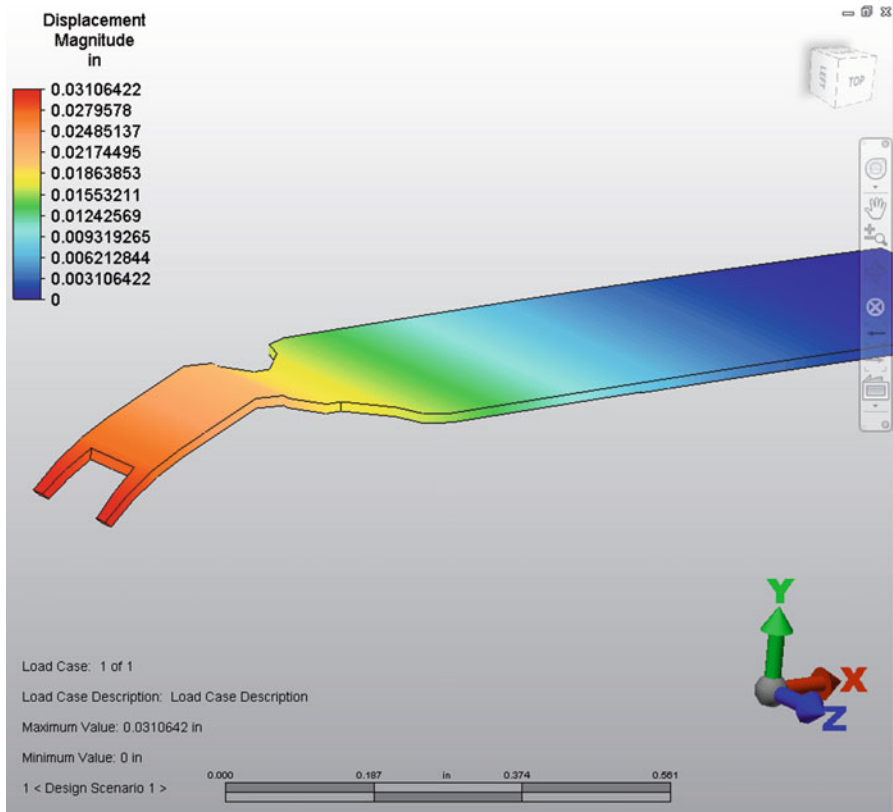 Displacement
Magnitude
in
0.03106422
0.0279578
0.02485137
0.02174495
0.01863853
0.01553211
0.01242569
0.009319265
0.006212844
0.003106422
0
LEFT
TOP
Y
X
Z
Load Case: 1 of 1
Load Case Description: Load Case Description
Maximum Value: 0.0310642 in
Minimum Value: 0 in
1 < Design Scenario 1 >
0.000 0.187 in 0.374 0.561